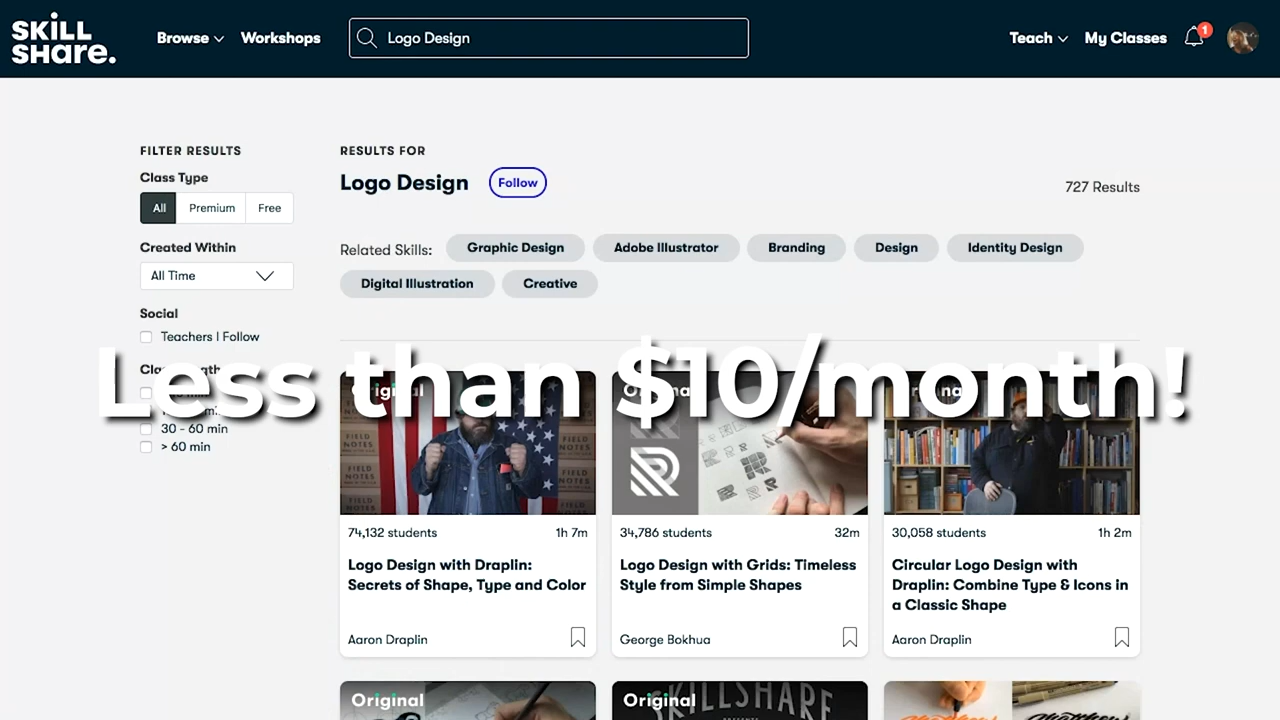 SKILL
SHare.
Browse
Workshops
Logo Design
Teach
My Classes
1
FILTER RESULTS
Class Type
All
Premium
Free
Created Within
All Time
Social
Teachers I Follow
30 - 60 min
> 60 min
RESULTS FOR
Logo Design
Follow
727 Results
Related Skills:
Graphic Design
Adobe Illustrator
Branding
Design
Identity Design
Digital Illustration
Creative
Less than $10/month!
Original
FIELD NOTES
74,132 students
1h 7m
Logo Design with Draplin:
Secrets of Shape, Type and Color
Aaron Draplin
34,786 students
32m
Logo Design with Grids: Timeless
Style from Simple Shapes
George Bokhua
30,058 students
1h 2m
Circular Logo Design with
Draplin: Combine Type & Icons in
a Classic Shape
Aaron Draplin
Original
Original
SKILLSHARE